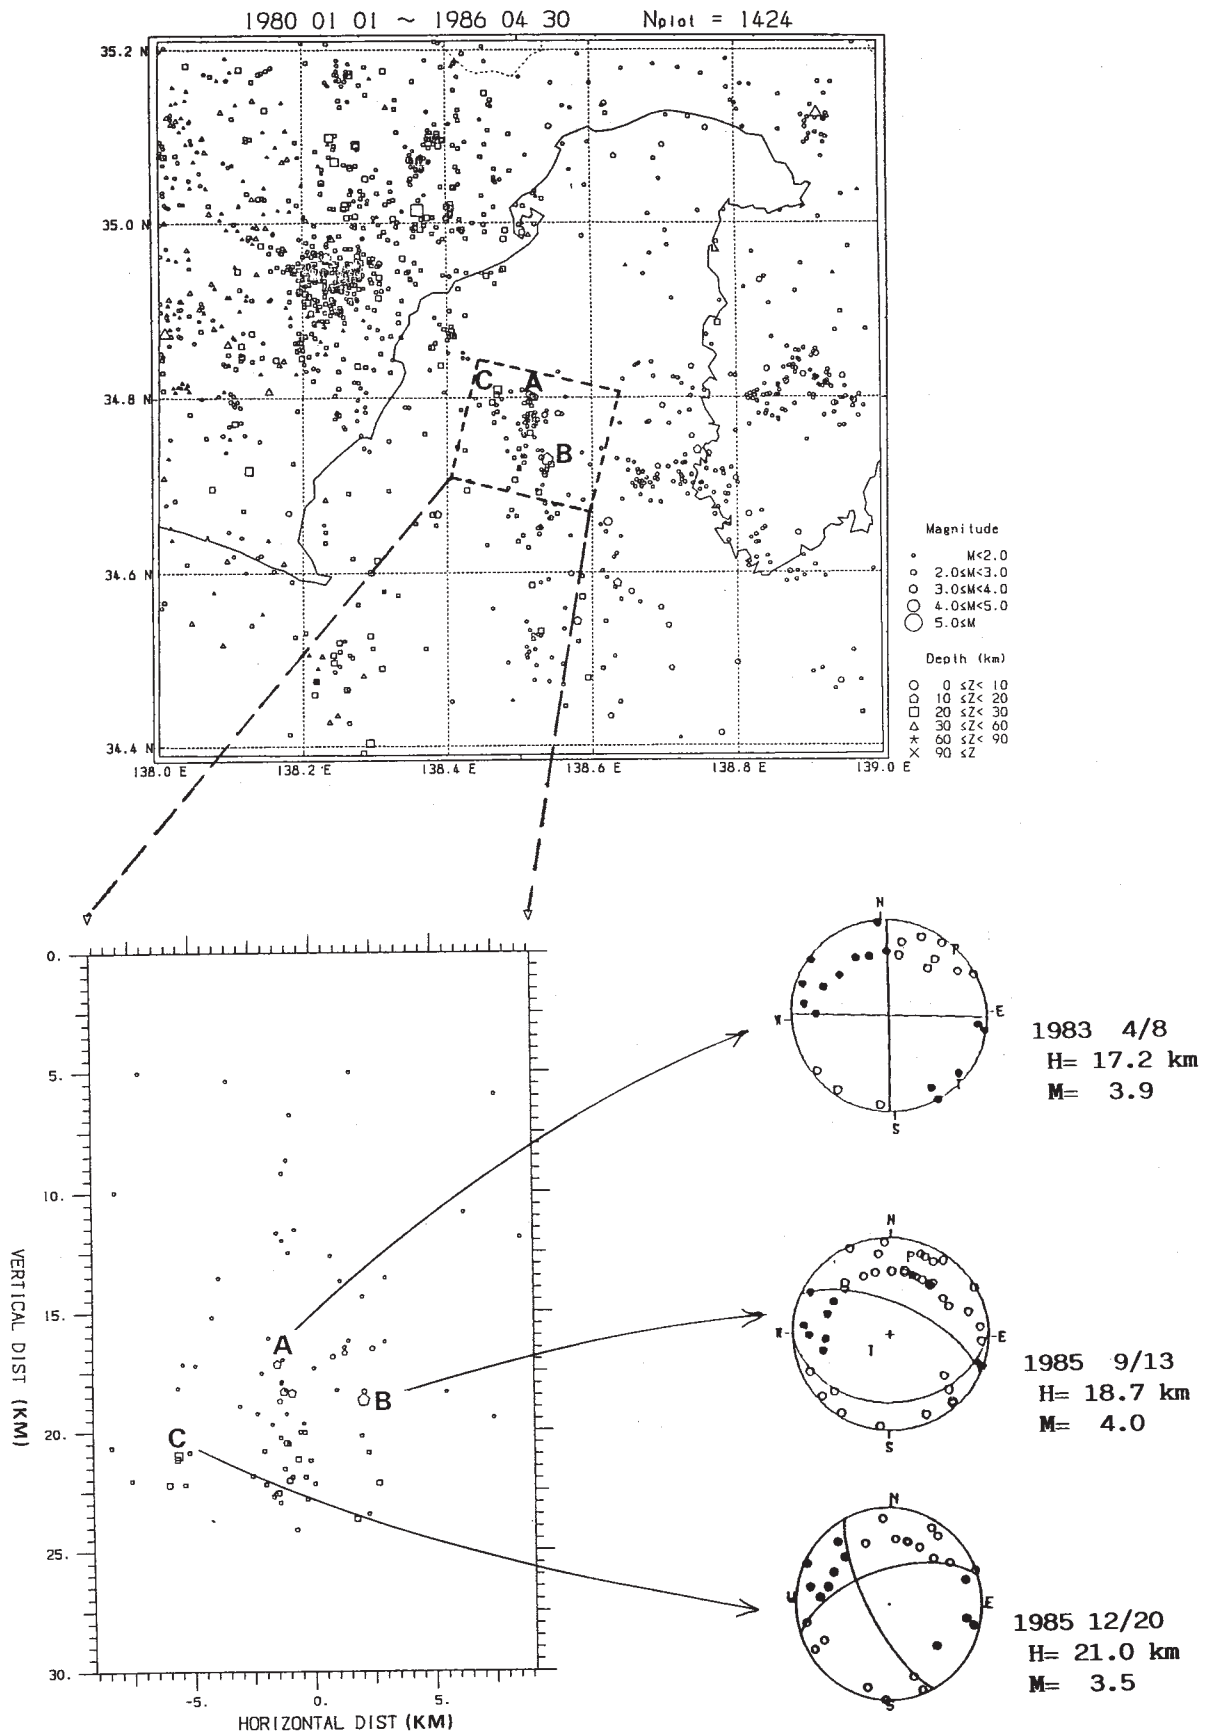 1980 01 01 ~ 1986 04 30 Nplot = 1424
35.2 N
35.0 N
34.8 N
34.6 N
34.4 N
138.0 E 138.2 E 138.4 E 138.6 E 138.8 E 139.0 E
C A
B
Magnitude
M<2.0
2.0≤M<3.0
3.0≤M<4.0
4.0≤M<5.0
5.0≤M
Depth (km)
0 ≤Z< 10
10 ≤Z< 20
20 ≤Z< 30
30 ≤Z< 60
60 ≤Z< 90
90 ≤Z
0.
5.
10.
15.
20.
25.
30.
VERTICAL DIST (KM)
A
B
C
-5. 0. 5.
HORIZONTAL DIST (KM)
N
P
W E
T
S
1983 4/8
H= 17.2 km
M= 3.9
N
P
W E
T
S
1985 9/13
H= 18.7 km
M= 4.0
N
W E
S
1985 12/20
H= 21.0 km
M= 3.5